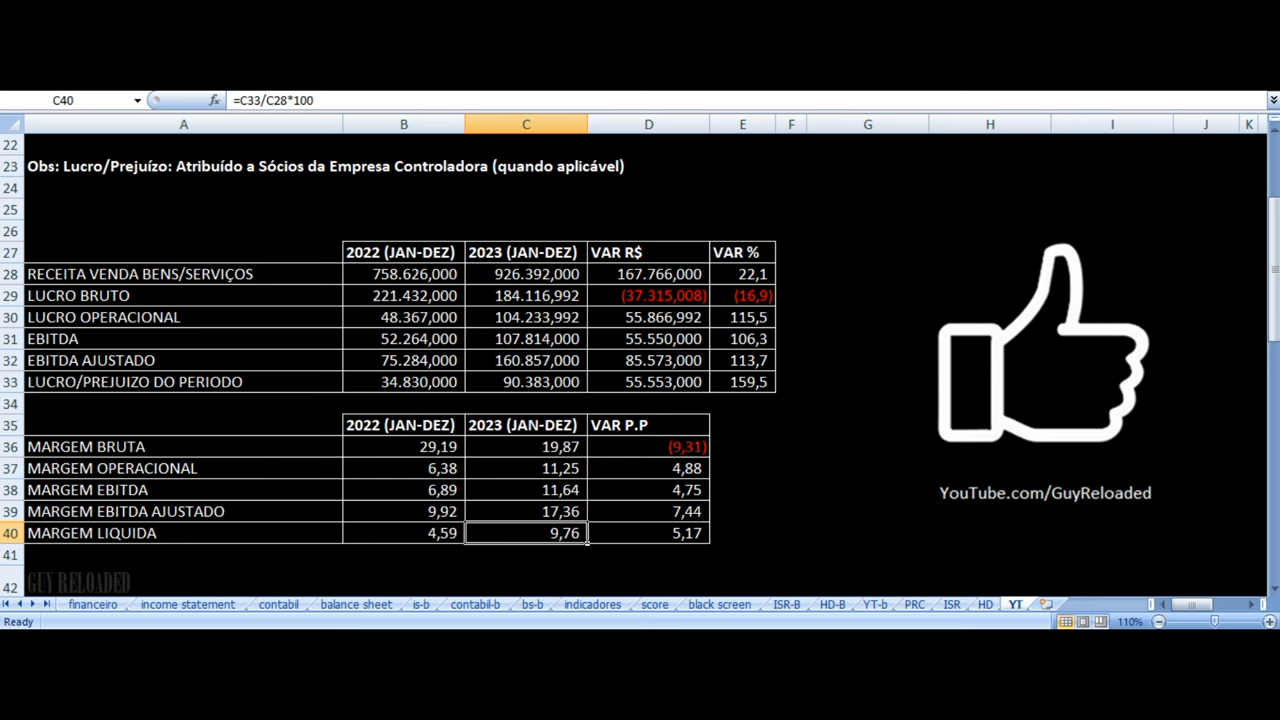 C40 fx =C33/C28*100
A B C D E F G H I J K
22
23 Obs: Lucro/Prejuízo: Atribuído a Sócios da Empresa Controladora (quando aplicável)
24
25
26
27 2022 (JAN-DEZ) 2023 (JAN-DEZ) VAR R$ VAR %
28 RECEITA VENDA BENS/SERVIÇOS 758.626,000 926.392,000 167.766,000 22,1
29 LUCRO BRUTO 221.432,000 184.116,992 (37.315,008) (16,9)
30 LUCRO OPERACIONAL 48.367,000 104.233,992 55.866,992 115,5
31 EBITDA 52.264,000 107.814,000 55.550,000 106,3
32 EBITDA AJUSTADO 75.284,000 160.857,000 85.573,000 113,7
33 LUCRO/PREJUIZO DO PERIODO 34.830,000 90.383,000 55.553,000 159,5
34
35 2022 (JAN-DEZ) 2023 (JAN-DEZ) VAR P.P
36 MARGEM BRUTA 29,19 19,87 (9,31)
37 MARGEM OPERACIONAL 6,38 11,25 4,88
38 MARGEM EBITDA 6,89 11,64 4,75
39 MARGEM EBITDA AJUSTADO 9,92 17,36 7,44
40 MARGEM LIQUIDA 4,59 9,76 5,17
41
42 GUY RELOADED
YouTube.com/GuyReloaded
financeiro income statement contabil balance sheet is-b contabil-b bs-b indicadores score black screen ISR-B HD-B YT-b PRC ISR HD YT
Ready 110%